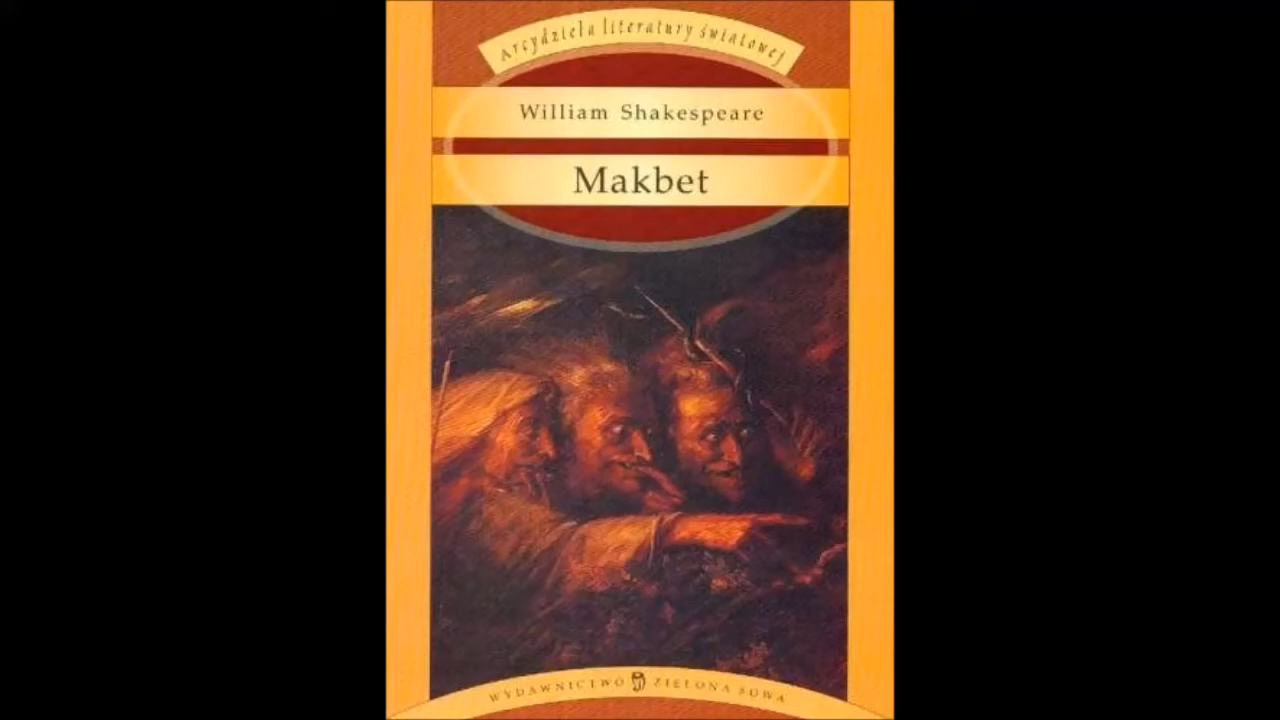 Arcydzieła literatury światowej
William Shakespeare
Makbet
WYDAWNICTWO ZIELONA SOWA